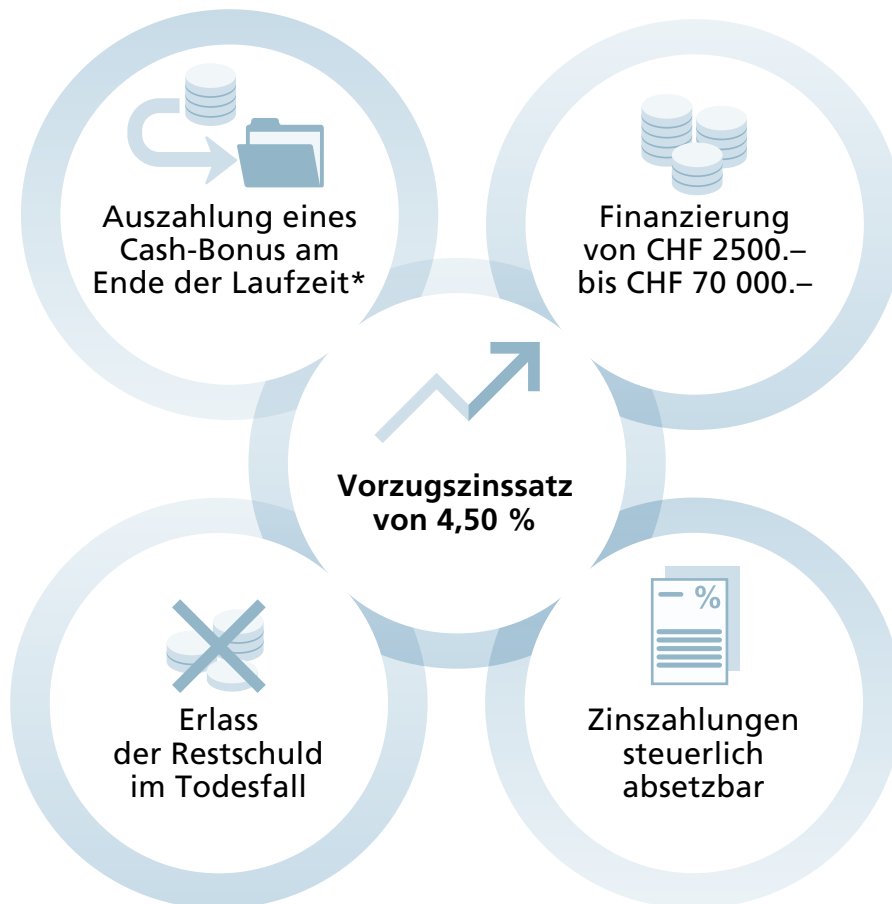 Auszahlung eines
Cash-Bonus am
Ende der Laufzeit*
Finanzierung
von CHF 2500.–
bis CHF 70 000.–
Vorzugszinssatz
von 4,50 %
Erlass
der Restschuld
im Todesfall
– %
Zinszahlungen
steuerlich
absetzbar